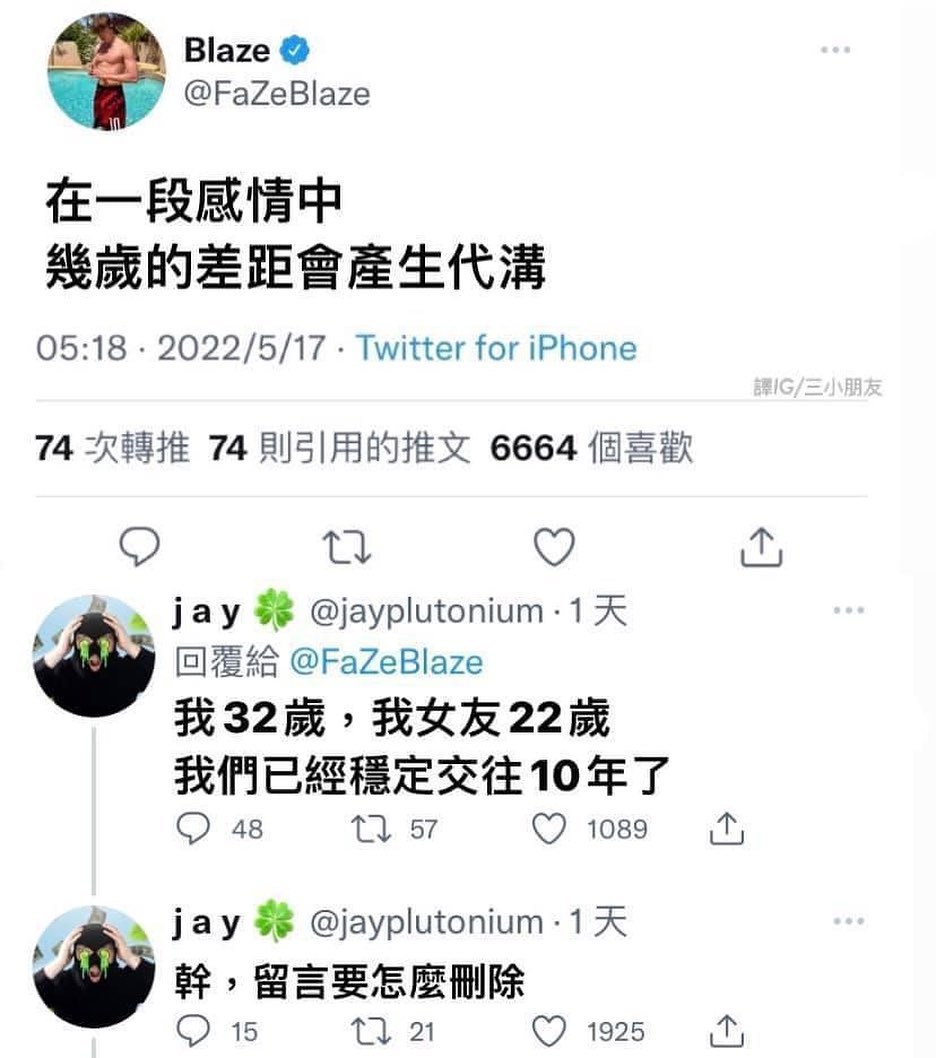 Blaze
@FaZeBlaze
在一段感情中
幾歲的差距會產生代溝
05:18 · 2022/5/17 · Twitter for iPhone
譯IG/三小朋友
74 次轉推 74 則引用的推文 6664 個喜歡
j a y 🍀 @jayplutonium · 1 天
回覆給 @FaZeBlaze
我32歲，我女友22歲
我們已經穩定交往10年了
48 57 1089
j a y 🍀 @jayplutonium · 1 天
幹，留言要怎麼刪除
15 21 1925